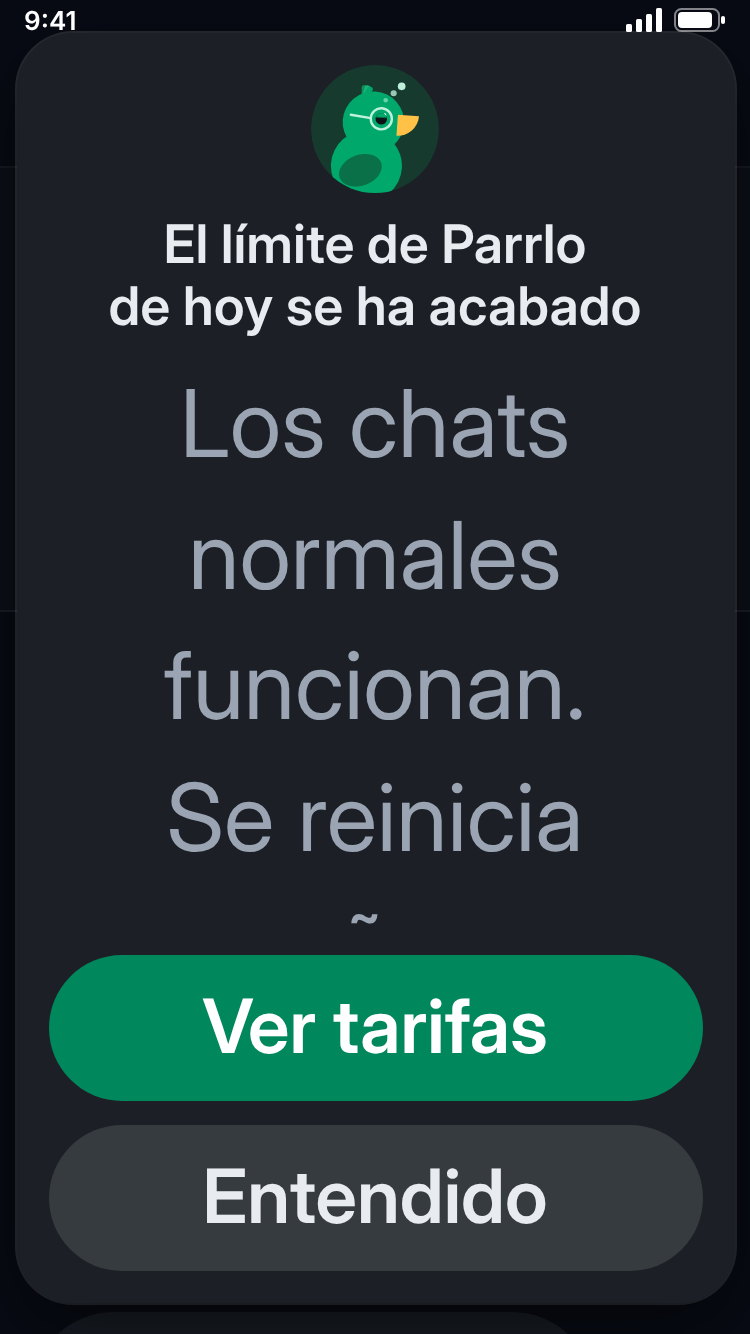 9:41
El límite de Parrlo
de hoy se ha acabado
Los chats
normales
funcionan.
Se reinicia
Ver tarifas
Entendido